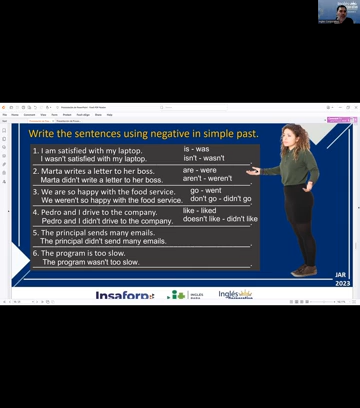 Write the sentences using negative in simple past.
1. I am satisfied with my laptop.
I wasn't satisfied with my laptop.
2. Marta writes a letter to her boss.
Marta didn't write a letter to her boss.
3. We are so happy with the food service.
We weren't so happy with the food service.
4. Pedro and I drive to the company.
Pedro and I didn't drive to the company.
5. The principal sends many emails.
The principal didn't send many emails.
6. The program is too slow.
The program wasn't too slow.
is - was
isn't - wasn't
are - were
aren't - weren't
go - went
don't go - didn't go
like - liked
doesn't like - didn't like
JAR
2023
Insaforp
INGLÉS
Inglés